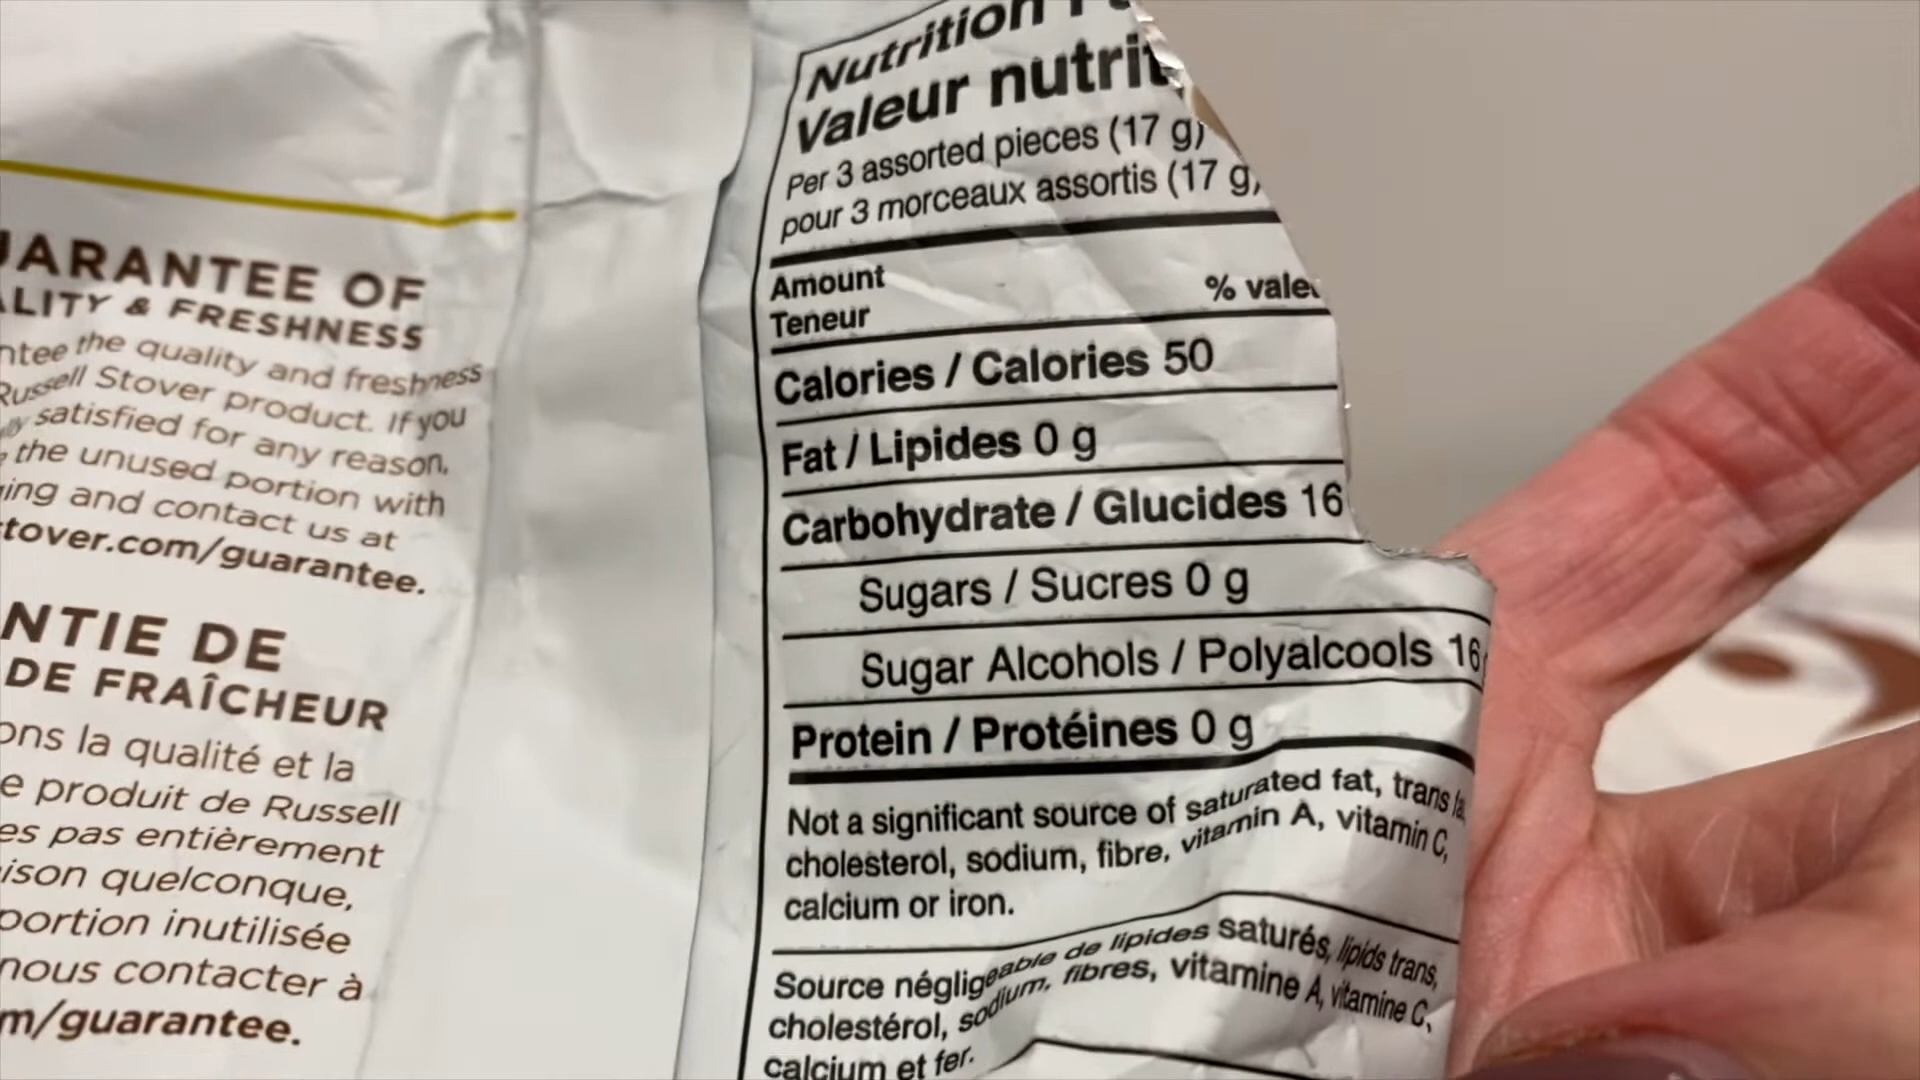 ARANTEE OF
LITY & FRESHNESS
the quality and freshness
Russell Stover product. If you
satisfied for any reason,
the unused portion with
and contact us at
tover.com/guarantee.
NTIE DE
DE FRAÎCHEUR
ons la qualité et la
e produit de Russell
es pas entièrement
ison quelconque,
portion inutilisée
nous contacter à
m/guarantee.
Nutrition
Valeur nutrit
Per 3 assorted pieces (17 g)
pour 3 morceaux assortis (17 g)
Amount
Teneur
% vale
Calories / Calories 50
Fat / Lipides 0 g
Carbohydrate / Glucides 16
Sugars / Sucres 0 g
Sugar Alcohols / Polyalcools 16
Protein / Protéines 0 g
Not a significant source of saturated fat, trans
cholesterol, sodium, fibre, vitamin A, vitamin C,
calcium or iron.
Source négligeable de lipides saturés, lipids trans,
cholestérol, sodium, fibres, vitamine A, vitamine C,
calcium et fer.